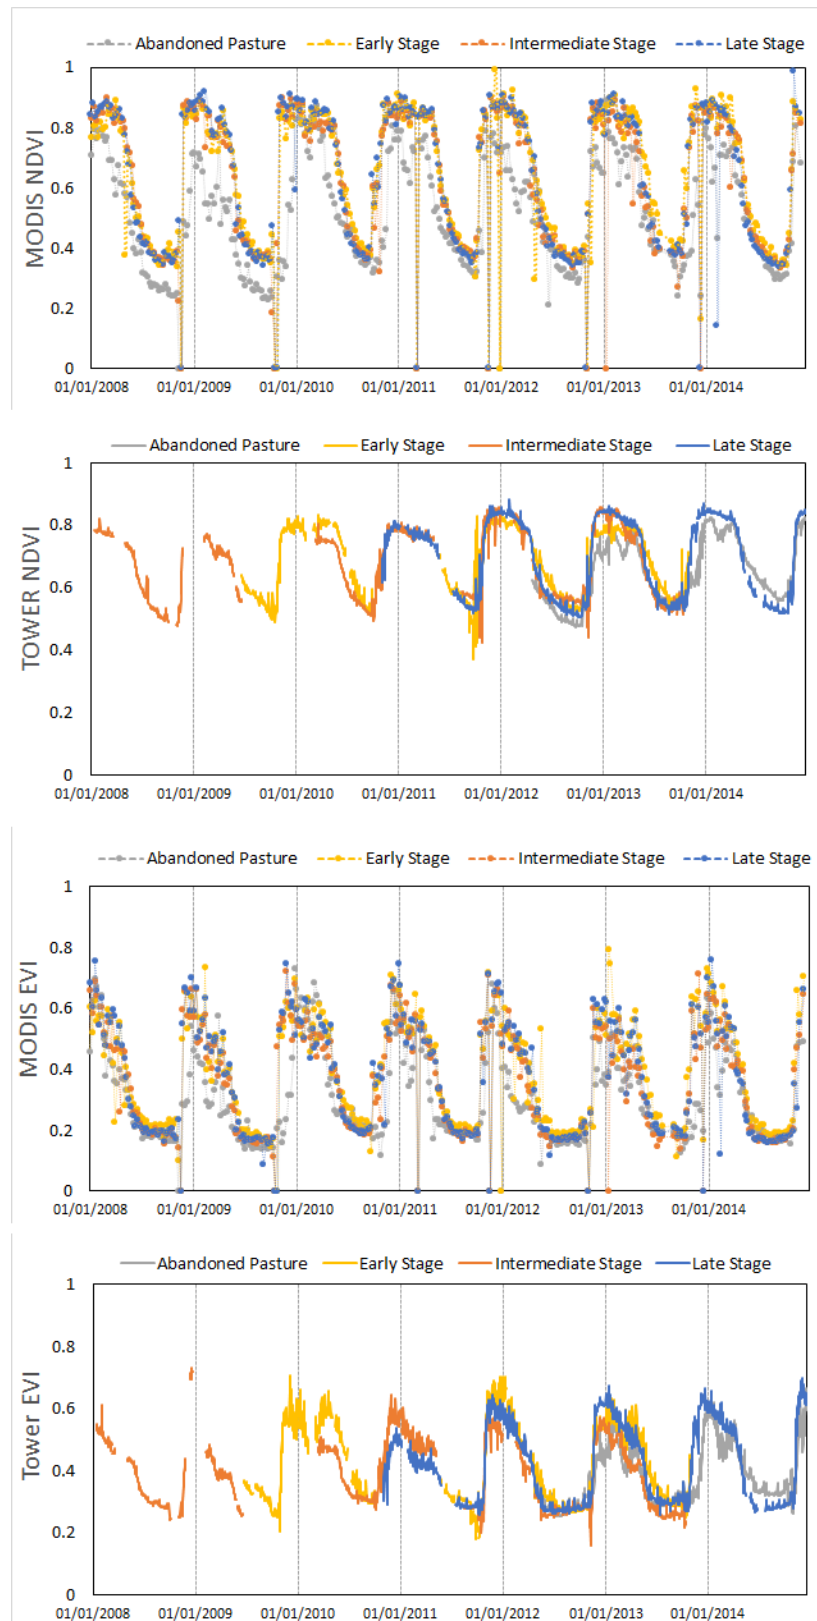 Abandoned Pasture Early Stage Intermediate Stage Late Stage
MODIS NDVI
1
0.8
0.6
0.4
0.2
0
01/01/2008 01/01/2009 01/01/2010 01/01/2011 01/01/2012 01/01/2013 01/01/2014
Abandoned Pasture Early Stage Intermediate Stage Late Stage
TOWER NDVI
1
0.8
0.6
0.4
0.2
0
01/01/2008 01/01/2009 01/01/2010 01/01/2011 01/01/2012 01/01/2013 01/01/2014
Abandoned Pasture Early Stage Intermediate Stage Late Stage
MODIS EVI
1
0.8
0.6
0.4
0.2
0
01/01/2008 01/01/2009 01/01/2010 01/01/2011 01/01/2012 01/01/2013 01/01/2014
Abandoned Pasture Early Stage Intermediate Stage Late Stage
Tower EVI
1
0.8
0.6
0.4
0.2
0
01/01/2008 01/01/2009 01/01/2010 01/01/2011 01/01/2012 01/01/2013 01/01/2014